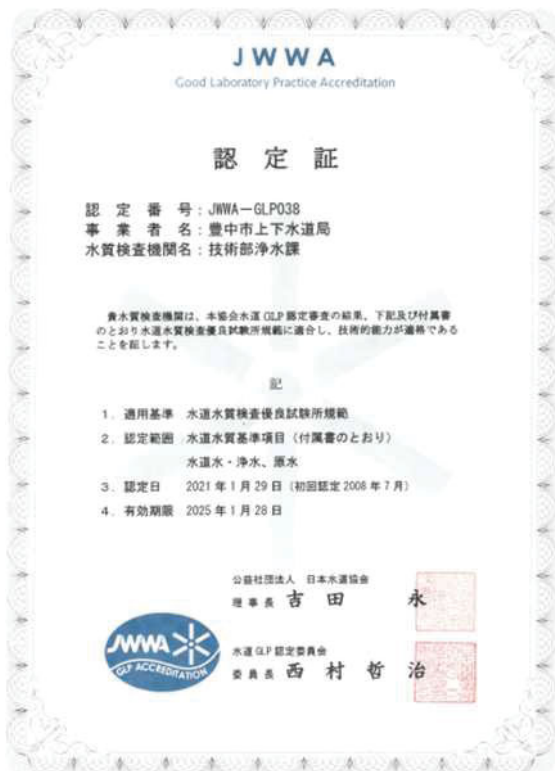 JWWA
Good Laboratory Practice Accreditation
認定証
認定番号：JWWA－GLP038
事業者名：豊中市上下水道局
水質検査機関名：技術部浄水課
貴水質検査機関は、本協会水道GLP認定審査の結果、下記及び付属書
のとおり水道水質検査優良試験所規範に適合し、技術的能力が適格である
ことを証します。
記
1．適用基準 水道水質検査優良試験所規範
2．認定範囲 水道水質基準項目（付属書のとおり）
水道水・浄水、原水
3．認定日 2021年1月29日（初回認定2008年7月）
4．有効期限 2025年1月28日
公益社団法人 日本水道協会
理事長 吉田 永
水道GLP認定委員会
委員長 西村哲治
JWWA
GLP ACCREDITATION